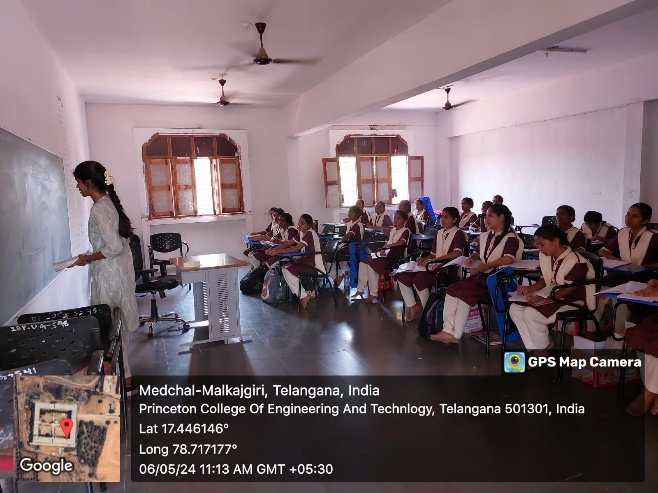 GPS Map Camera
Medchal-Malkajgiri, Telangana, India
Princeton College Of Engineering And Technlogy, Telangana 501301, India
Lat 17.446146°
Long 78.717177°
06/05/24 11:13 AM GMT +05:30
Google